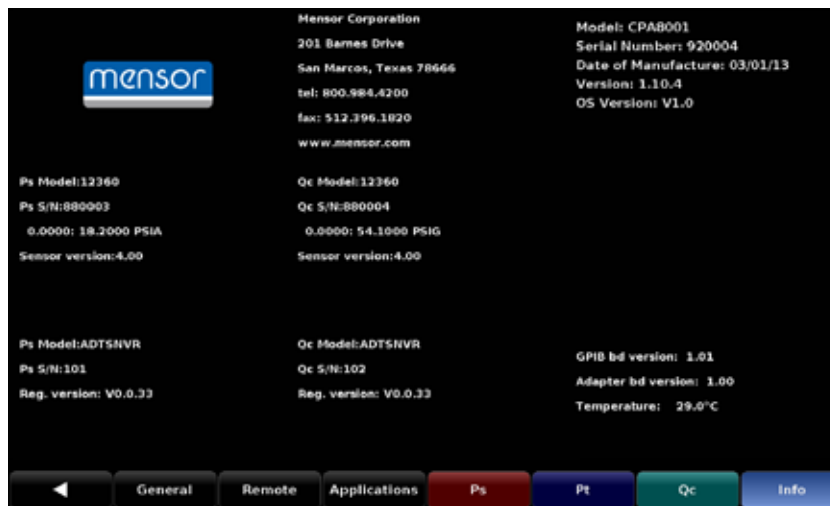 mensor
Mensor Corporation
201 Barnes Drive
San Marcos, Texas 78666
tel: 800.984.4200
fax: 512.396.1820
www.mensor.com
Model: CPA8001
Serial Number: 920004
Date of Manufacture: 03/01/13
Version: 1.10.4
OS Version: V1.0
Ps Model:12360
Ps S/N:880003
0.0000: 18.2000 PSIA
Sensor version:4.00
Qc Model:12360
Qc S/N:880004
0.0000: 54.1000 PSIG
Sensor version:4.00
Ps Model:ADTSNVR
Ps S/N:101
Reg. version: V0.0.33
Qc Model:ADTSNVR
Qc S/N:102
Reg. version: V0.0.33
GPIB bd version: 1.01
Adapter bd version: 1.00
Temperature: 29.0°C
General Remote Applications Ps Pt Qc Info